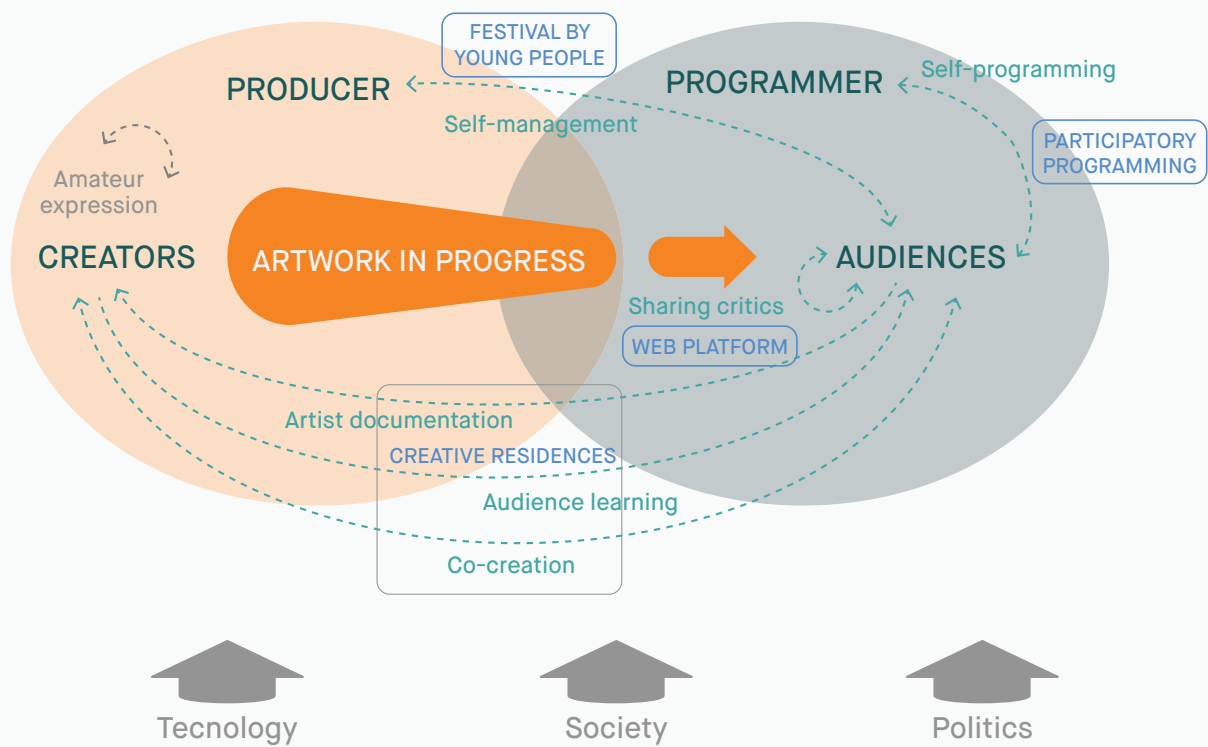 FESTIVAL BY
YOUNG PEOPLE
PRODUCER
PROGRAMMER
Self-programming
Self-management
PARTICIPATORY
PROGRAMMING
Amateur
expression
CREATORS
ARTWORK IN PROGRESS
AUDIENCES
Sharing critics
WEB PLATFORM
Artist documentation
CREATIVE RESIDENCES
Audience learning
Co-creation
Tecnology
Society
Politics